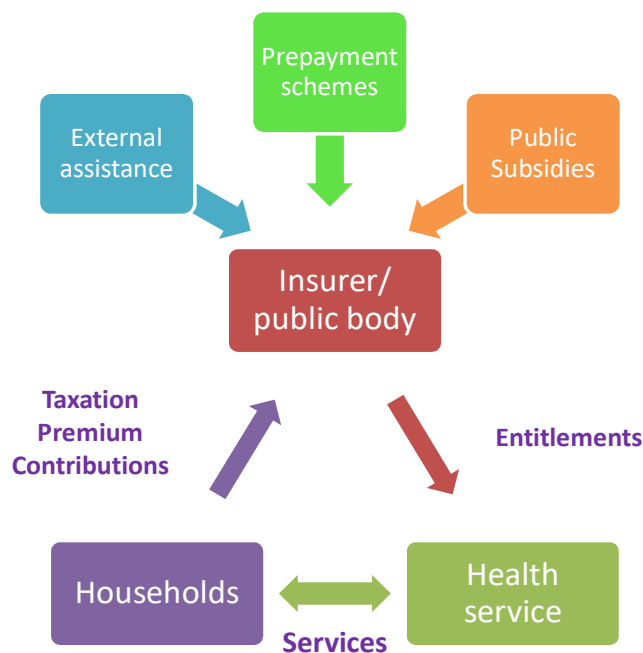 Prepayment
schemes
External
assistance
Public
Subsidies
Insurer/
public body
Taxation
Premium
Contributions
Entitlements
Households
Health
service
Services